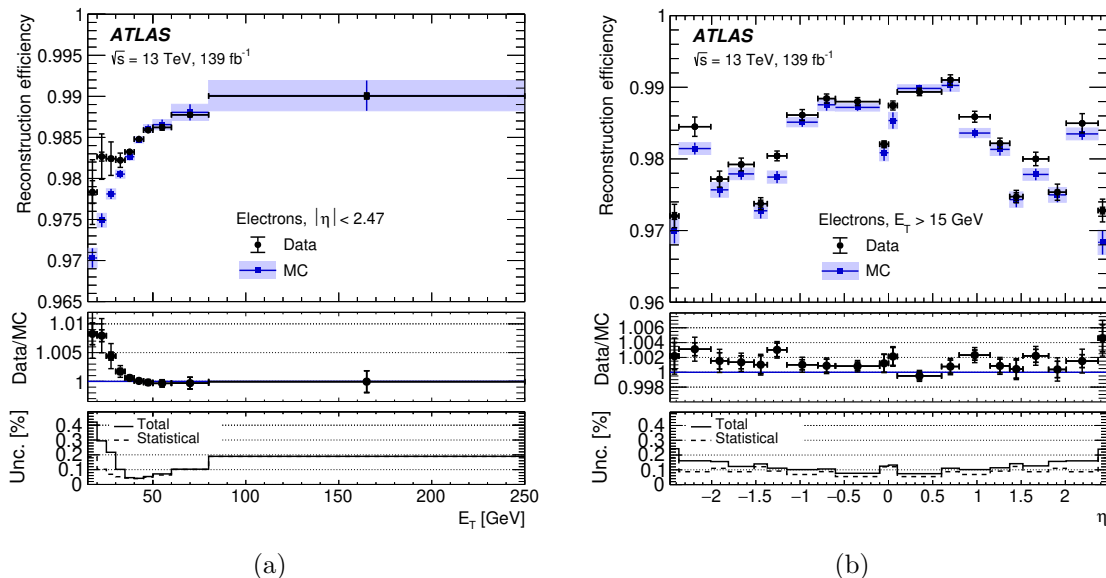 1
0.995
0.99
0.985
0.98
0.975
0.97
0.965
Reconstruction efficiency
ATLAS
√s = 13 TeV, 139 fb⁻¹
Electrons, |η| < 2.47
Data
MC
1.01
1.005
1
Data/MC
0.4
0.3
0.2
0.1
0
Unc. [%]
Total
Statistical
50 100 150 200 250
E_T [GeV]
(a)
1
0.99
0.98
0.97
0.96
Reconstruction efficiency
ATLAS
√s = 13 TeV, 139 fb⁻¹
Electrons, E_T > 15 GeV
Data
MC
1.006
1.004
1.002
1
0.998
Data/MC
0.4
0.3
0.2
0.1
0
Unc. [%]
Total
Statistical
−2 −1.5 −1 −0.5 0 0.5 1 1.5 2
η
(b)